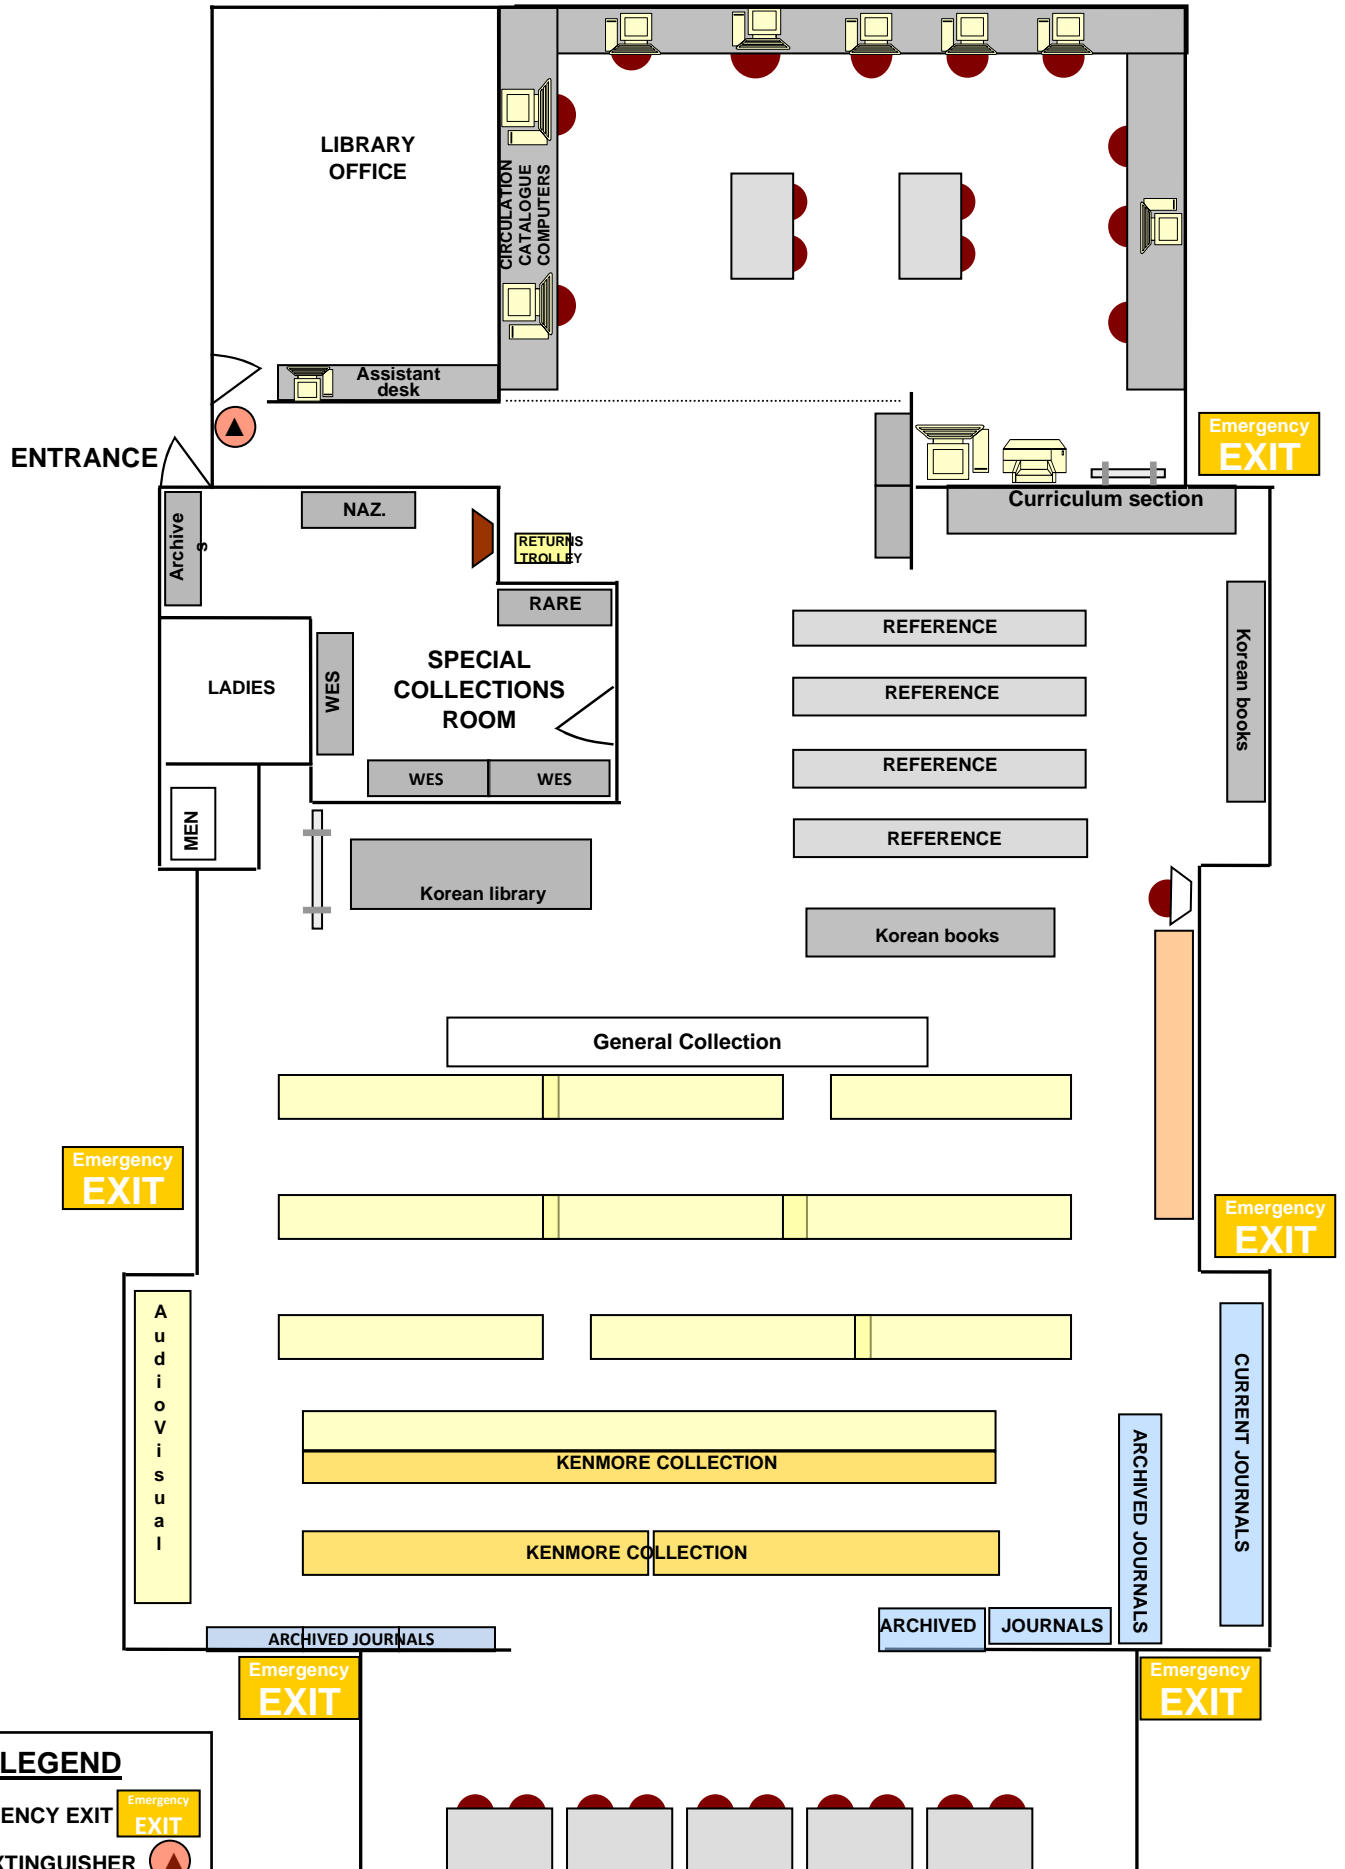 LIBRARY
OFFICE
CIRCULATION
CATALOGUE
COMPUTERS
Assistant
desk
ENTRANCE
Emergency
EXIT
Curriculum section
Archive
s
NAZ.
RETURNS
TROLLEY
RARE
SPECIAL
COLLECTIONS
ROOM
LADIES
WES
WES
WES
MEN
REFERENCE
REFERENCE
REFERENCE
REFERENCE
Korean books
Korean library
Korean books
General Collection
Emergency
EXIT
Emergency
EXIT
AudioVisual
CURRENT JOURNALS
ARCHIVED JOURNALS
KENMORE COLLECTION
KENMORE COLLECTION
ARCHIVED JOURNALS
ARCHIVED
JOURNALS
Emergency
EXIT
Emergency
EXIT
LEGEND
ENCY EXIT
Emergency
EXIT
XTINGUISHER